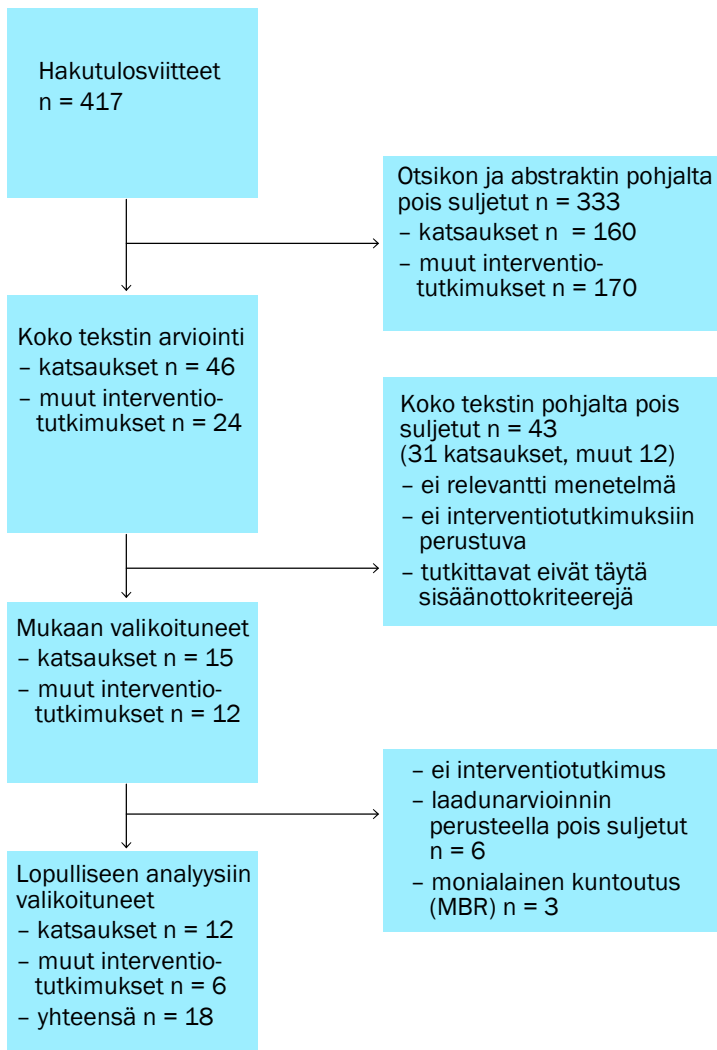 Hakutulosviitteet
n = 417
Otsikon ja abstraktin pohjalta
pois suljetut n = 333
– katsaukset n = 160
– muut interventio-
tutkimukset n = 170
Koko tekstin arviointi
– katsaukset n = 46
– muut interventio-
tutkimukset n = 24
Koko tekstin pohjalta pois
suljetut n = 43
(31 katsaukset, muut 12)
– ei relevantti menetelmä
– ei interventiotutkimuksiin
perustuva
– tutkittavat eivät täytä
sisäänottokriteerejä
Mukaan valikoituneet
– katsaukset n = 15
– muut interventio-
tutkimukset n = 12
– ei interventiotutkimus
– laadunarvioinnin
perusteella pois suljetut
n = 6
– monialainen kuntoutus
(MBR) n = 3
Lopulliseen analyysiin
valikoituneet
– katsaukset n = 12
– muut interventio-
tutkimukset n = 6
– yhteensä n = 18